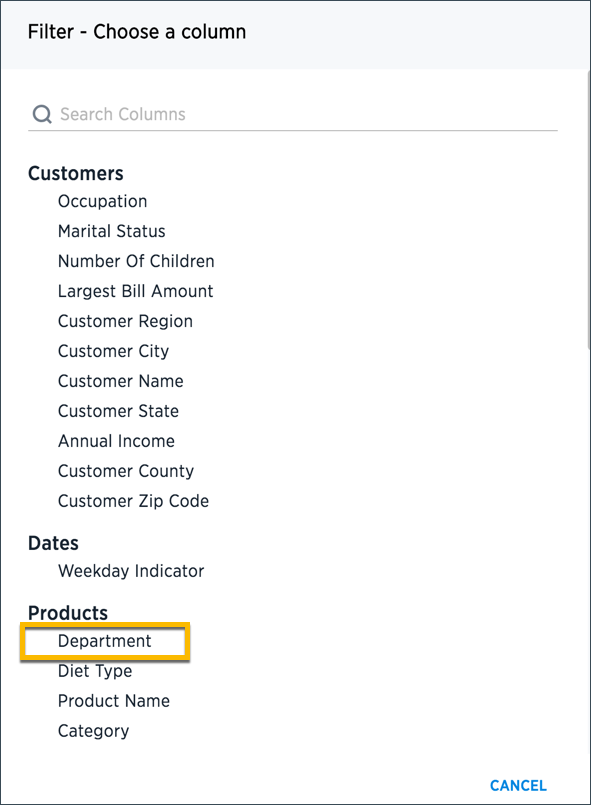 Filter - Choose a column
Search Columns
Customers
Occupation
Marital Status
Number Of Children
Largest Bill Amount
Customer Region
Customer City
Customer Name
Customer State
Annual Income
Customer County
Customer Zip Code
Dates
Weekday Indicator
Products
Department
Diet Type
Product Name
Category
CANCEL